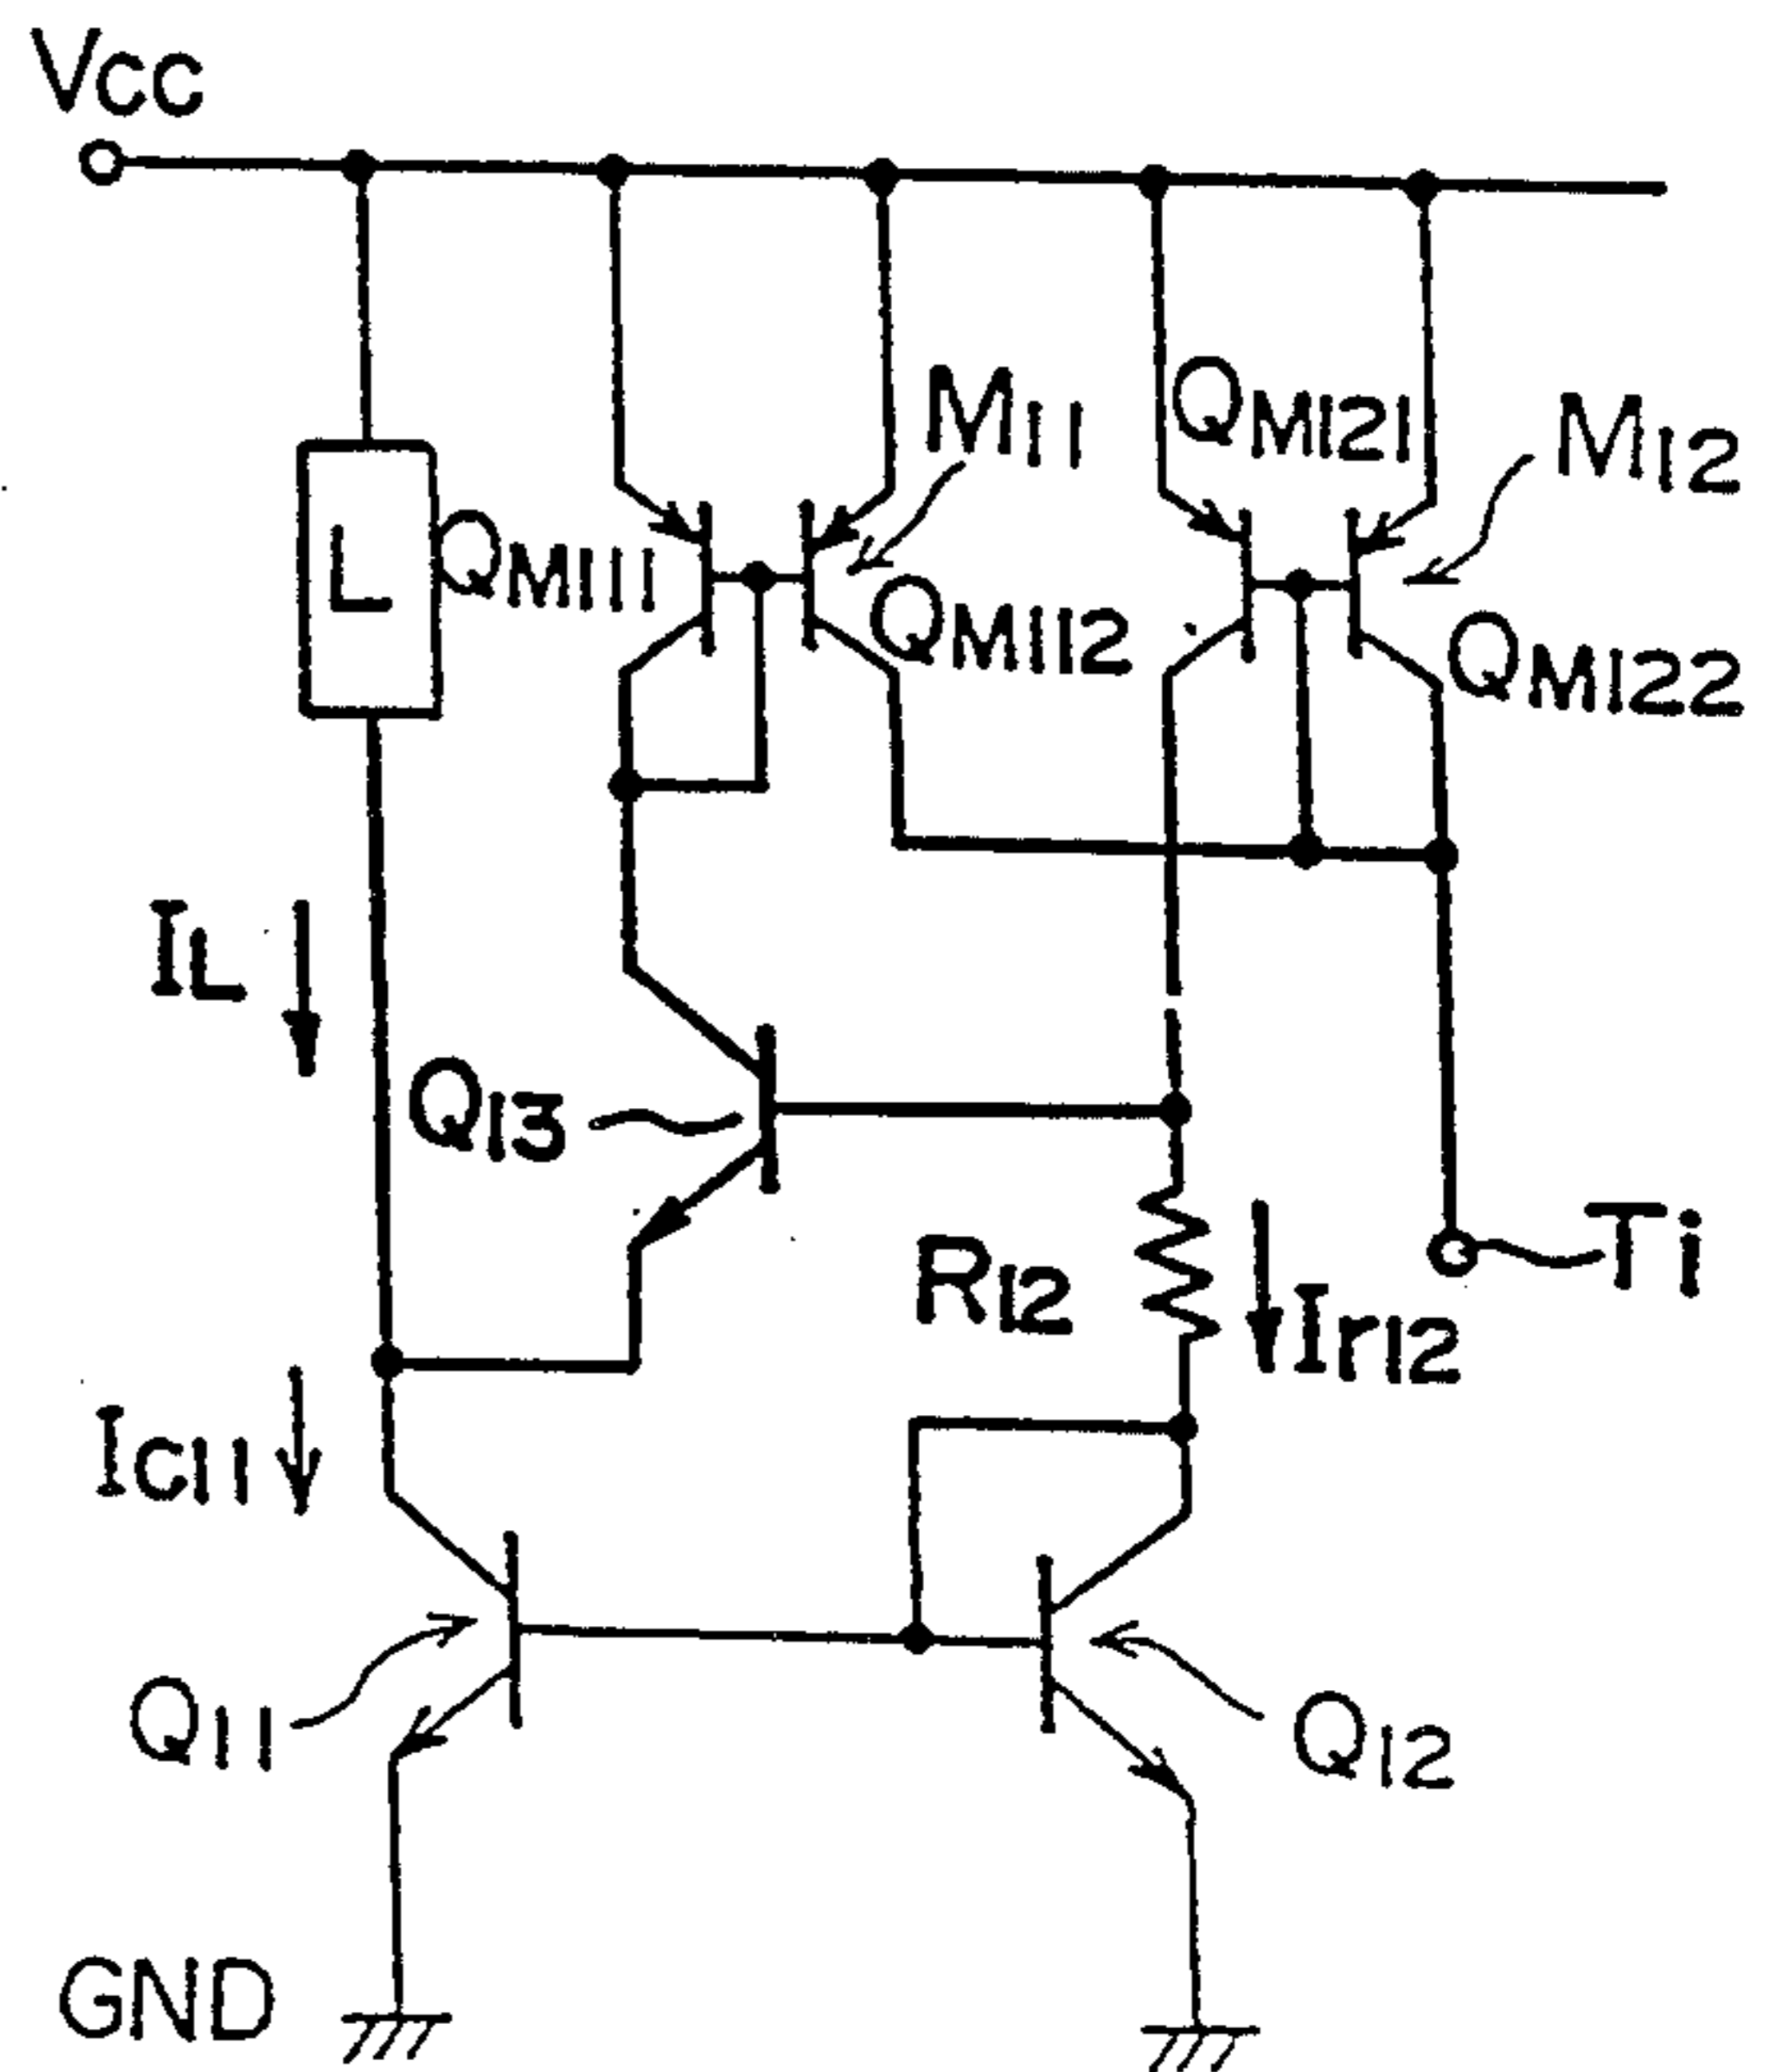 Vcc
M11
QM121
M12
L
QM111
QM112
QM122
IL
Q13
R12
Ir12
Ti
Ic11
Q11
Q12
GND